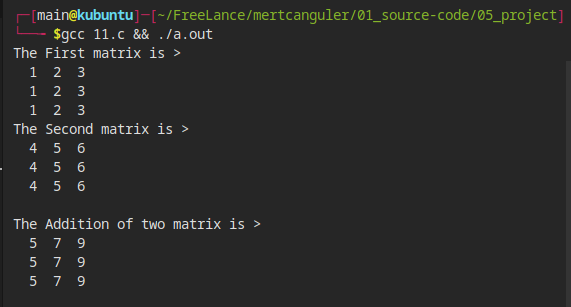 ┌─[main@kubuntu]─[~/FreeLance/mertcanguler/01_source-code/05_project]
└──╼ $gcc 11.c && ./a.out
The First matrix is >
  1  2  3
  1  2  3
  1  2  3
The Second matrix is >
  4  5  6
  4  5  6
  4  5  6

The Addition of two matrix is >
  5  7  9
  5  7  9
  5  7  9